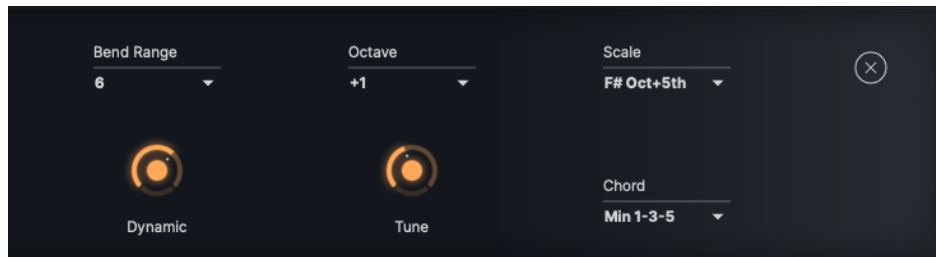 Bend Range
6
Octave
+1
Scale
F# Oct+5th
Dynamic
Tune
Chord
Min 1-3-5